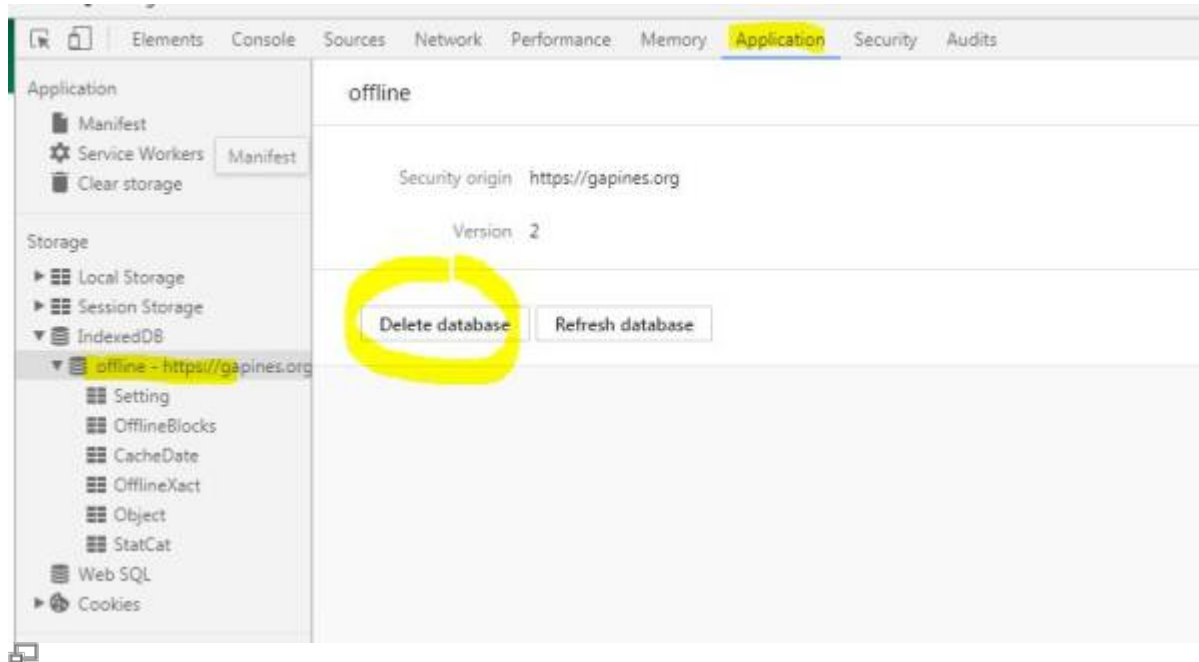 Elements Console Sources Network Performance Memory Application Security Audits
Application
Manifest
Service Workers
Manifest
Clear storage
Storage
Local Storage
Session Storage
IndexedDB
offline - https://gapines.org
Setting
OfflineBlocks
CacheDate
OfflineXact
Object
StatCat
Web SQL
Cookies
offline
Security origin https://gapines.org
Version 2
Delete database Refresh database